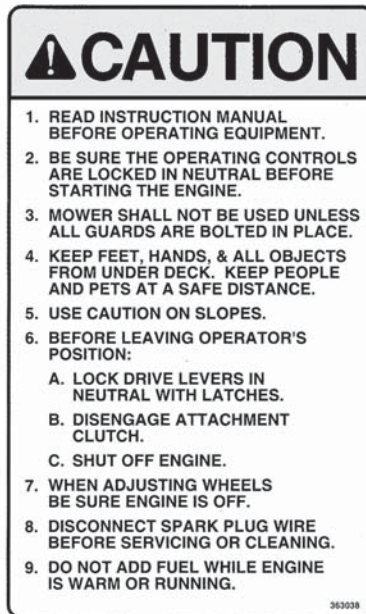 CAUTION
1. READ INSTRUCTION MANUAL
BEFORE OPERATING EQUIPMENT.
2. BE SURE THE OPERATING CONTROLS
ARE LOCKED IN NEUTRAL BEFORE
STARTING THE ENGINE.
3. MOWER SHALL NOT BE USED UNLESS
ALL GUARDS ARE BOLTED IN PLACE.
4. KEEP FEET, HANDS, & ALL OBJECTS
FROM UNDER DECK. KEEP PEOPLE
AND PETS AT A SAFE DISTANCE.
5. USE CAUTION ON SLOPES.
6. BEFORE LEAVING OPERATOR'S
POSITION:
A. LOCK DRIVE LEVERS IN
NEUTRAL WITH LATCHES.
B. DISENGAGE ATTACHMENT
CLUTCH.
C. SHUT OFF ENGINE.
7. WHEN ADJUSTING WHEELS
BE SURE ENGINE IS OFF.
8. DISCONNECT SPARK PLUG WIRE
BEFORE SERVICING OR CLEANING.
9. DO NOT ADD FUEL WHILE ENGINE
IS WARM OR RUNNING.
363038